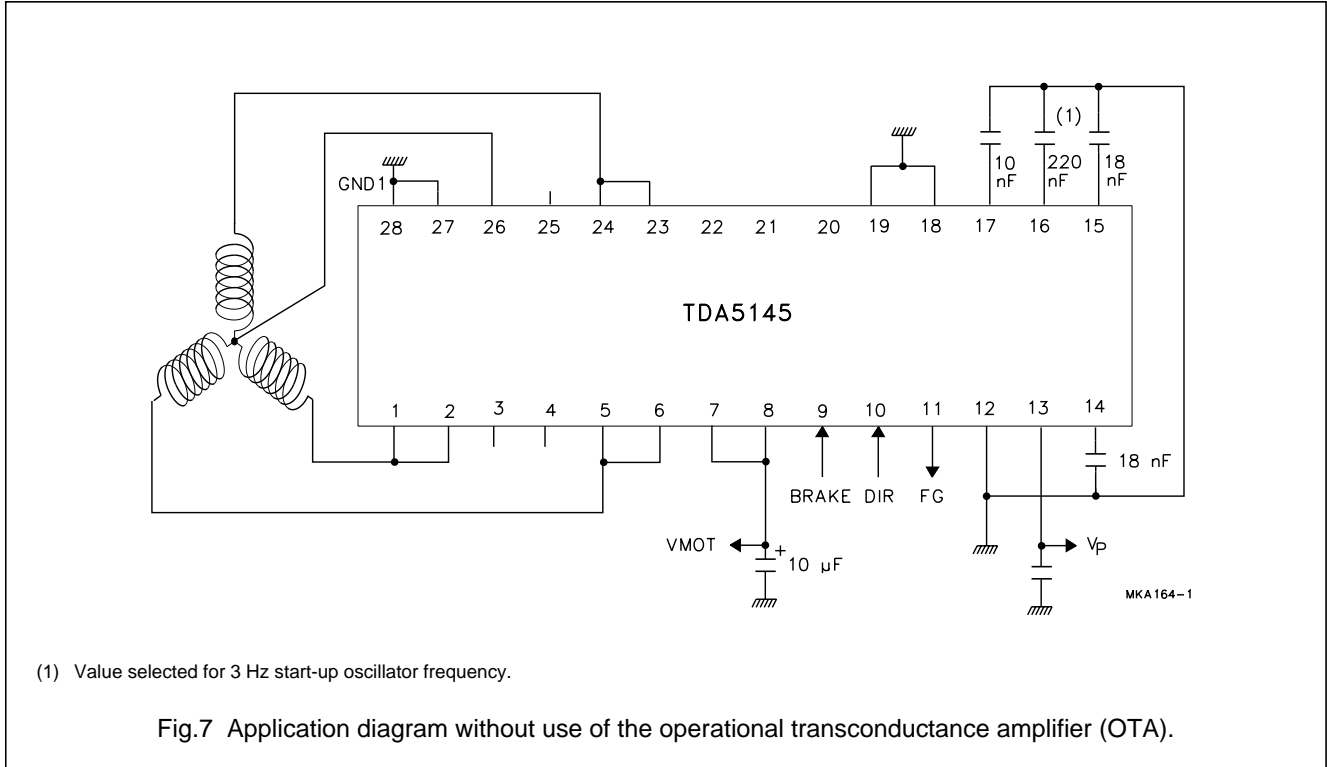 (1)
10 nF
220 nF
18 nF
GND1
28 27 26 25 24 23 22 21 20 19 18 17 16 15
TDA5145
1 2 3 4 5 6 7 8 9 10 11 12 13 14
18 nF
BRAKE DIR FG
VMOT
+
10 µF
VP
MKA164-1
(1) Value selected for 3 Hz start-up oscillator frequency.
Fig.7 Application diagram without use of the operational transconductance amplifier (OTA).